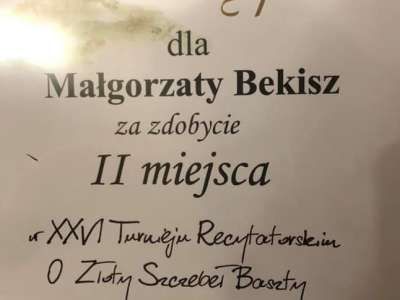 dla
Małgorzaty Bekisz
za zdobycie
II miejsca
w XXVI Turnieju Recytatorskim
O Złoty Szczebel Baszty